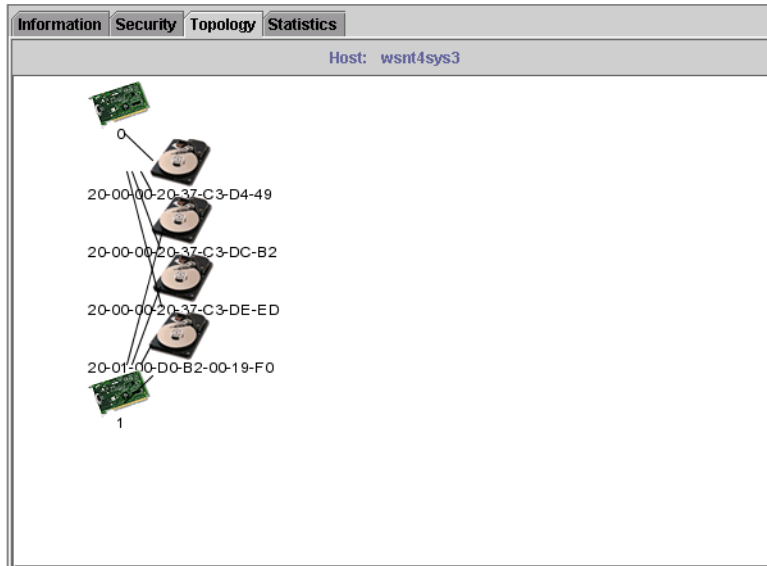 Information Security Topology Statistics
Host: wsnt4sys3
0
20-00-00-20-37-C3-D4-49
20-00-00-20-37-C3-DC-B2
20-00-00-20-37-C3-DE-ED
20-01-00-D0-B2-00-19-F0
1